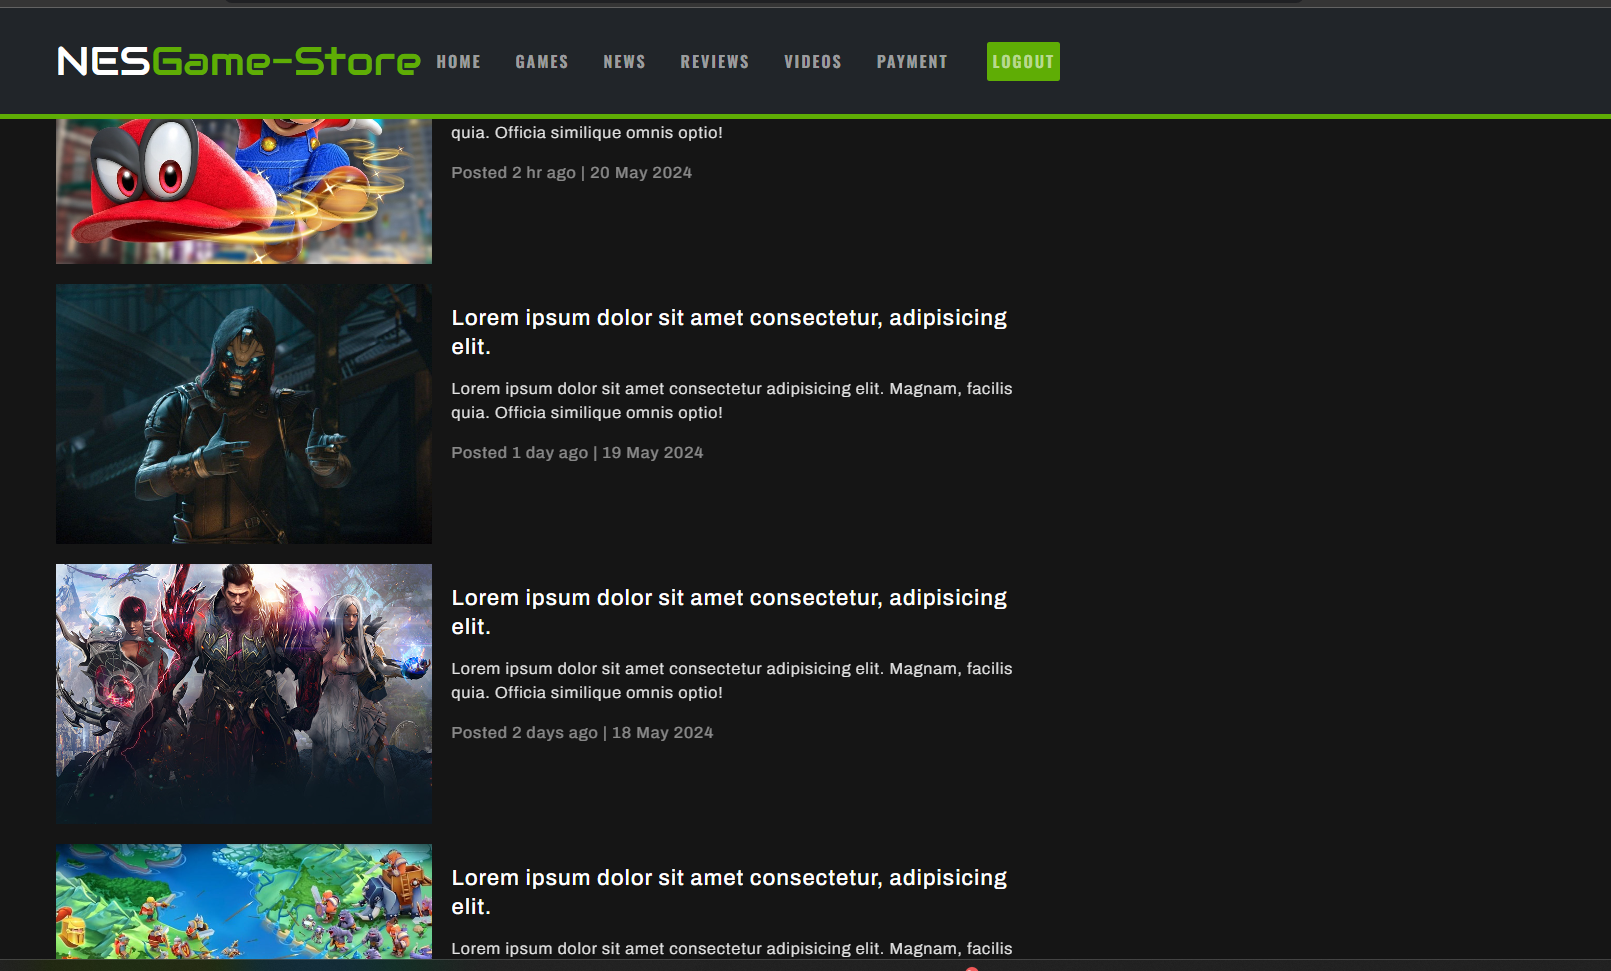 NESGame-Store HOME GAMES NEWS REVIEWS VIDEOS PAYMENT LOGOUT
quia. Officia similique omnis optio!
Posted 2 hr ago | 20 May 2024
Lorem ipsum dolor sit amet consectetur, adipisicing
elit.
Lorem ipsum dolor sit amet consectetur adipisicing elit. Magnam, facilis
quia. Officia similique omnis optio!
Posted 1 day ago | 19 May 2024
Lorem ipsum dolor sit amet consectetur, adipisicing
elit.
Lorem ipsum dolor sit amet consectetur adipisicing elit. Magnam, facilis
quia. Officia similique omnis optio!
Posted 2 days ago | 18 May 2024
Lorem ipsum dolor sit amet consectetur, adipisicing
elit.
Lorem ipsum dolor sit amet consectetur adipisicing elit. Magnam, facilis